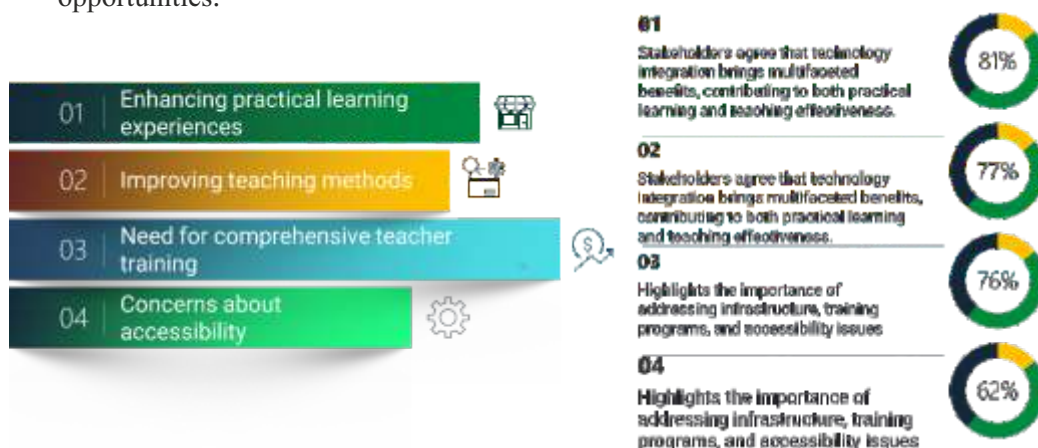 opportunities.
01
Enhancing practical learning
experiences
02
Improving teaching methods
03
Need for comprehensive teacher
training
04
Concerns about
accessibility
01
Stakeholders agree that technology
integration brings multifaceted
benefits, contributing to both practical
learning and teaching effectiveness.
81%
02
Stakeholders agree that technology
integration brings multifaceted benefits,
contributing to both practical learning
and teaching effectiveness.
77%
03
Highlights the importance of
addressing infrastructure, training
programs, and accessibility issues
76%
04
Highlights the importance of
addressing infrastructure, training
programs, and accessibility issues
62%